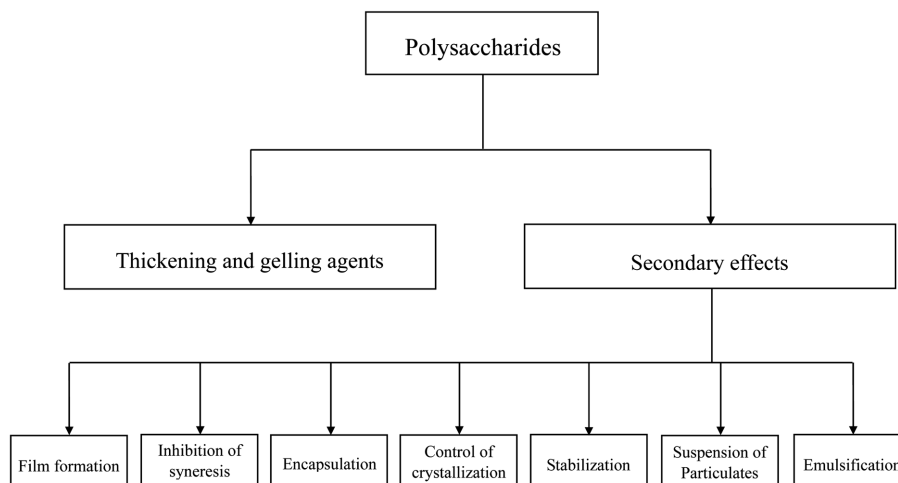 Polysaccharides
Thickening and gelling agents
Secondary effects
Film formation
Inhibition of
syneresis
Encapsulation
Control of
crystallization
Stabilization
Suspension of
Particulates
Emulsification